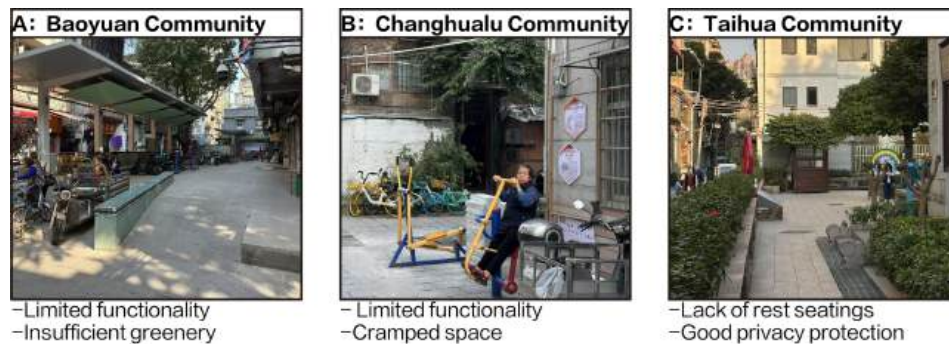 A: Baoyuan Community
B: Changhualu Community
C: Taihua Community
-Limited functionality
-Insufficient greenery
- Limited functionality
-Cramped space
-Lack of rest seatings
-Good privacy protection